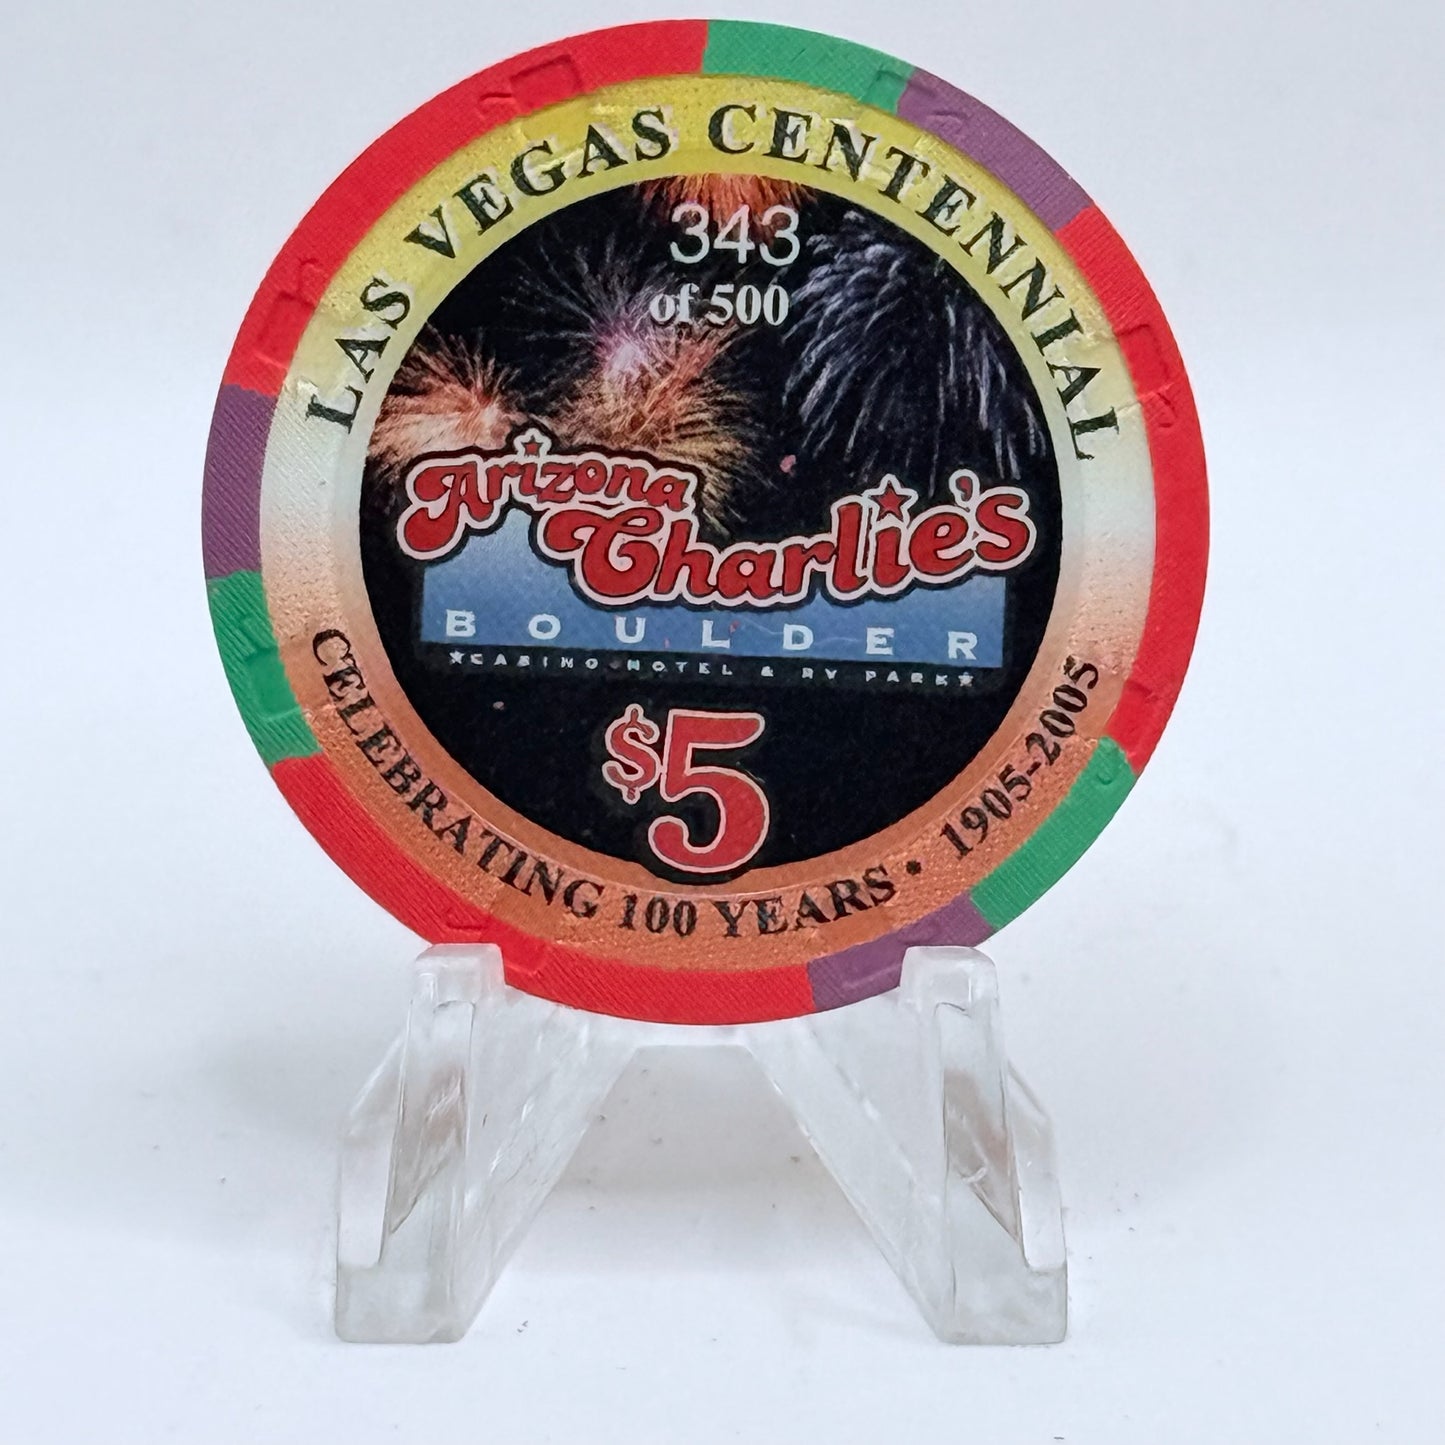 LAS VEGAS CENTENNIAL
343
of 500
Arizona
Charlie's
BOULDER
★CASINO HOTEL & RV PARK★
$5
CELEBRATING 100 YEARS • 1905-2005